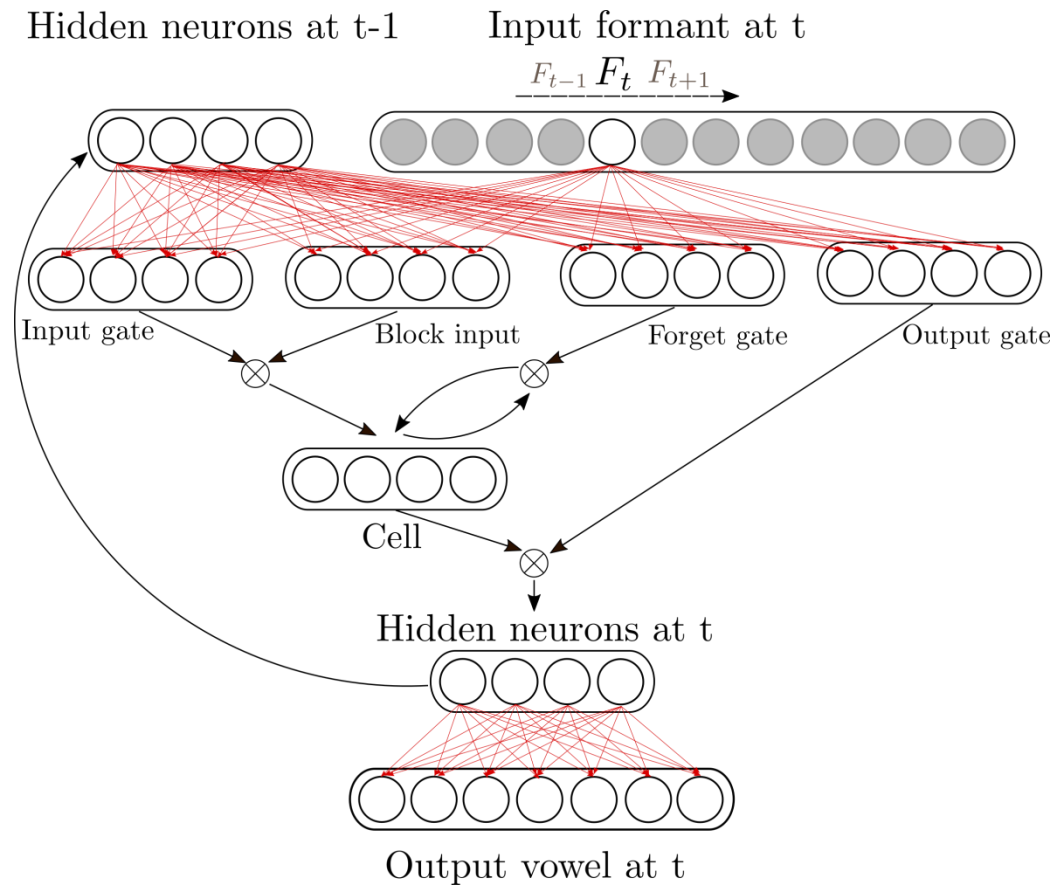 Hidden neurons at t-1
Input formant at t
F_{t-1} F_t F_{t+1}
Input gate
Block input
Forget gate
Output gate
Cell
Hidden neurons at t
Output vowel at t